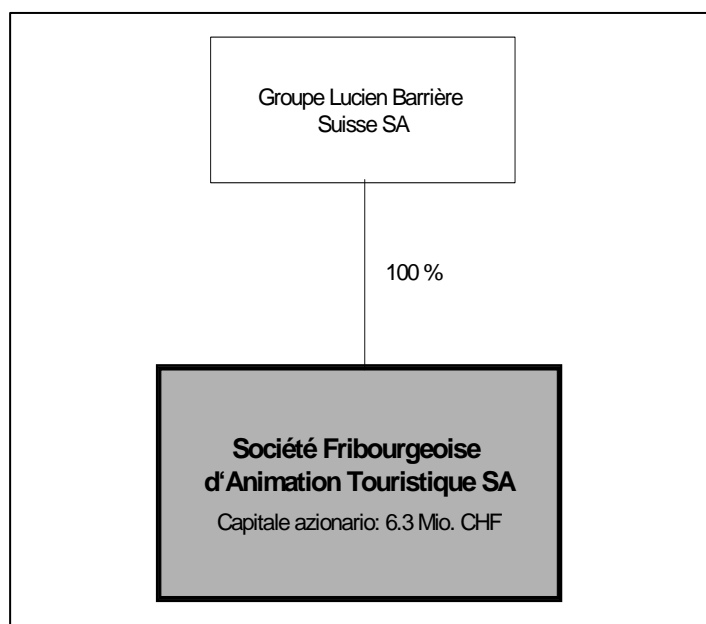 Groupe Lucien Barrière
Suisse SA
100 %
Société Fribourgeoise
d‘Animation Touristique SA
Capitale azionario: 6.3 Mio. CHF